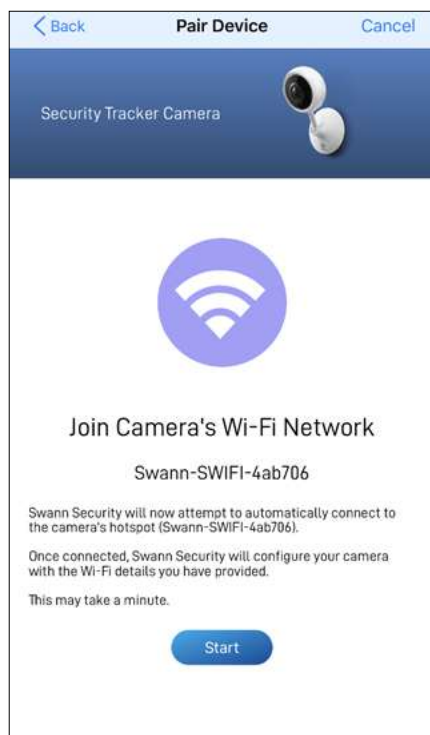 Back Pair Device Cancel
Security Tracker Camera
Join Camera's Wi-Fi Network
Swann-SWIFI-4ab706
Swann Security will now attempt to automatically connect to
the camera's hotspot (Swann-SWIFI-4ab706).
Once connected, Swann Security will configure your camera
with the Wi-Fi details you have provided.
This may take a minute.
Start